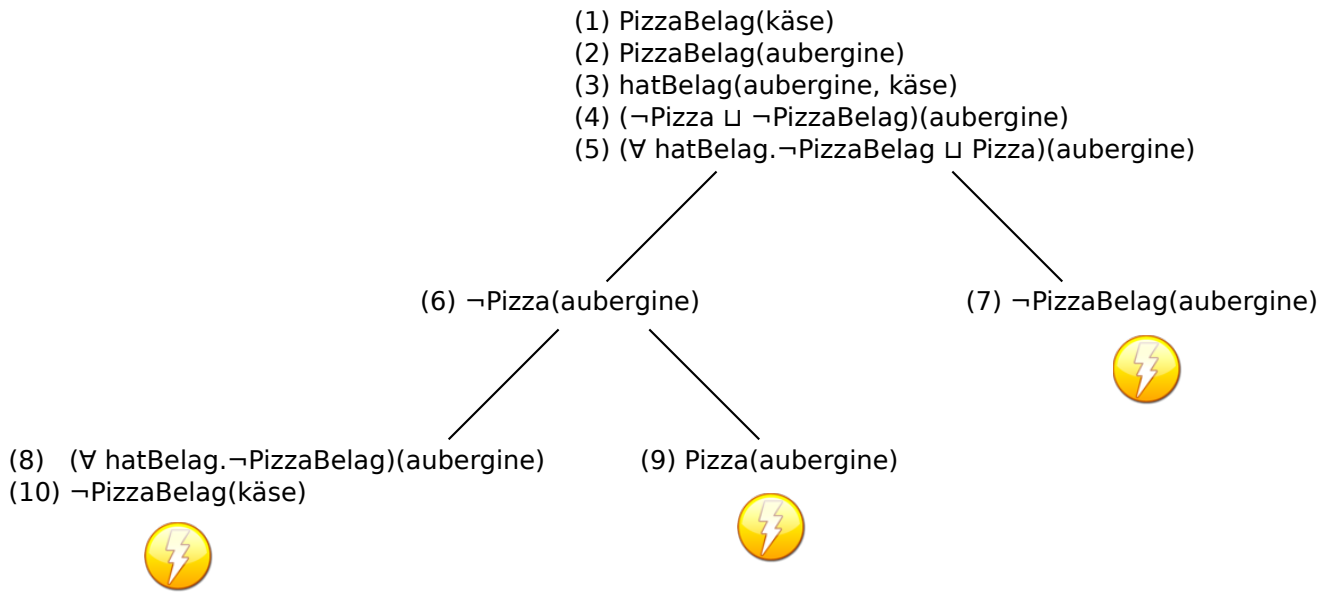 (1) PizzaBelag(käse)
(2) PizzaBelag(aubergine)
(3) hatBelag(aubergine, käse)
(4) (¬Pizza ⊔ ¬PizzaBelag)(aubergine)
(5) (∀ hatBelag.¬PizzaBelag ⊔ Pizza)(aubergine)
(6) ¬Pizza(aubergine)
(7) ¬PizzaBelag(aubergine)
(8) (∀ hatBelag.¬PizzaBelag)(aubergine)
(10) ¬PizzaBelag(käse)
(9) Pizza(aubergine)